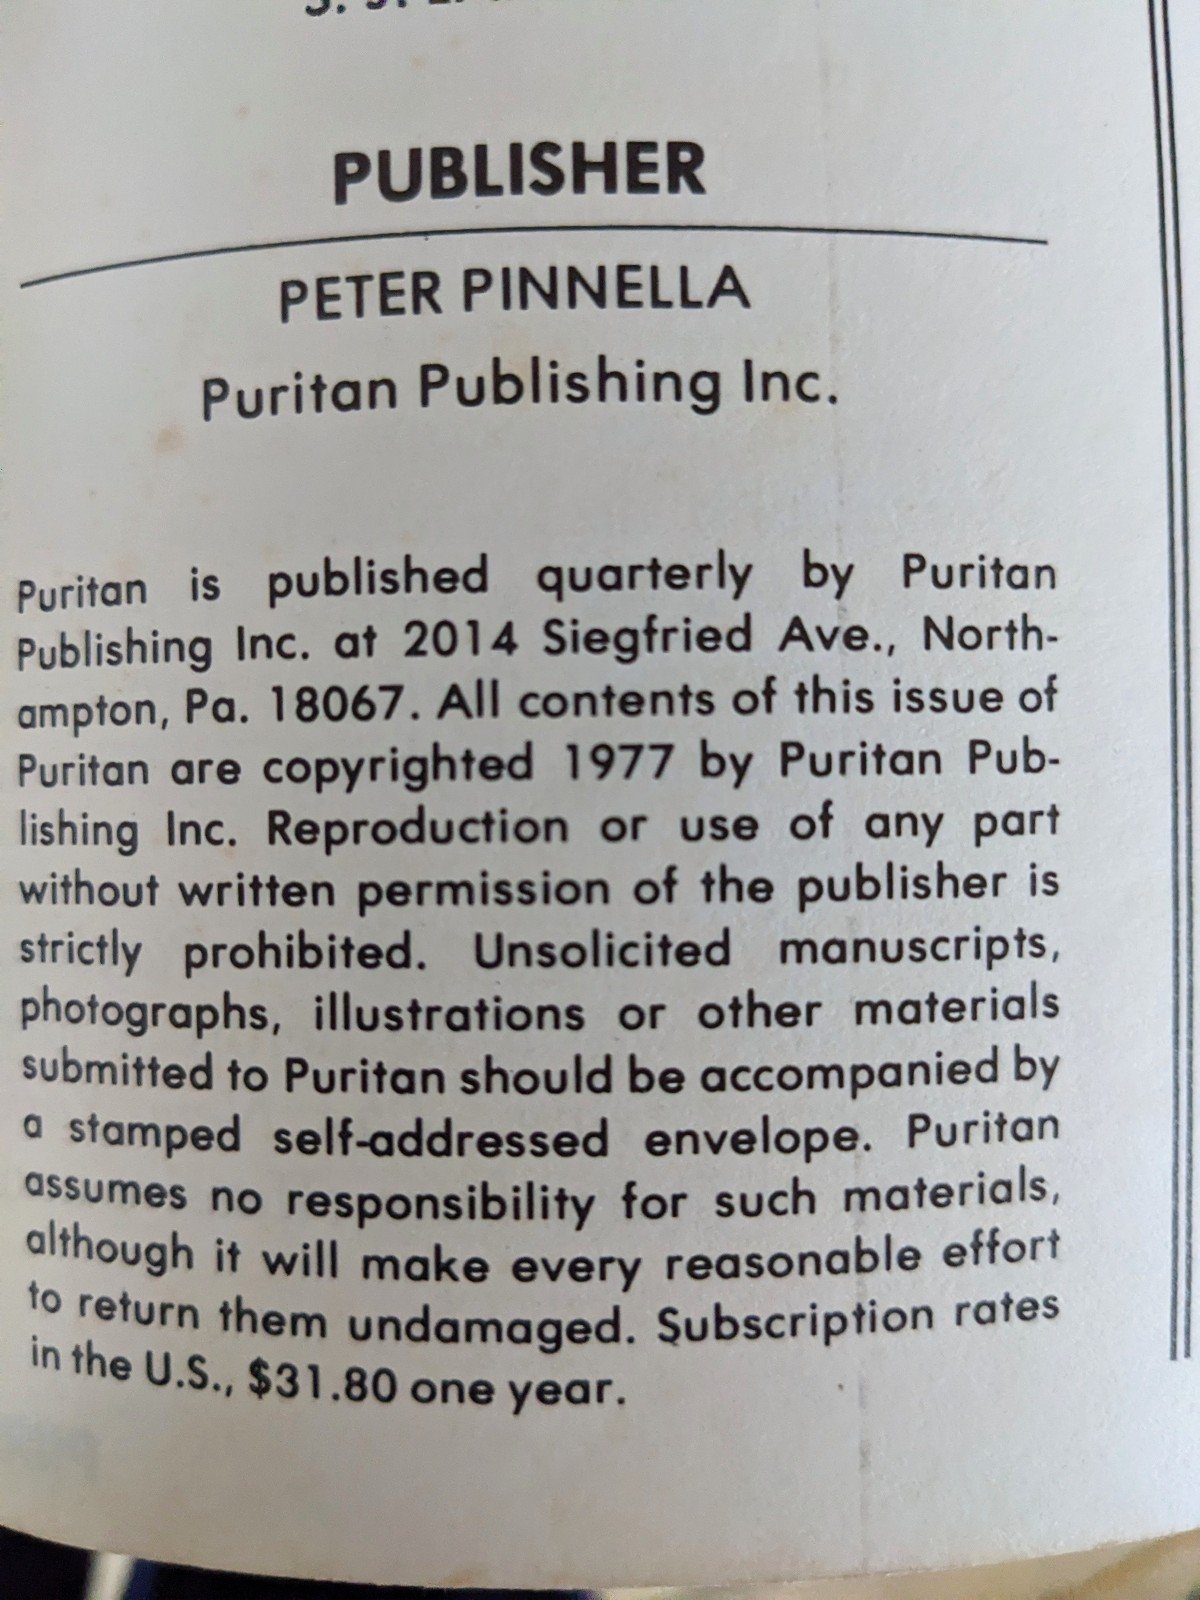 PUBLISHER
PETER PINNELLA
Puritan Publishing Inc.
Puritan is published quarterly by Puritan
Publishing Inc. at 2014 Siegfried Ave., North-
ampton, Pa. 18067. All contents of this issue of
Puritan are copyrighted 1977 by Puritan Pub-
lishing Inc. Reproduction or use of any part
without written permission of the publisher is
strictly prohibited. Unsolicited manuscripts,
photographs, illustrations or other materials
submitted to Puritan should be accompanied by
a stamped self-addressed envelope. Puritan
assumes no responsibility for such materials,
although it will make every reasonable effort
to return them undamaged. Subscription rates
in the U.S., $31.80 one year.